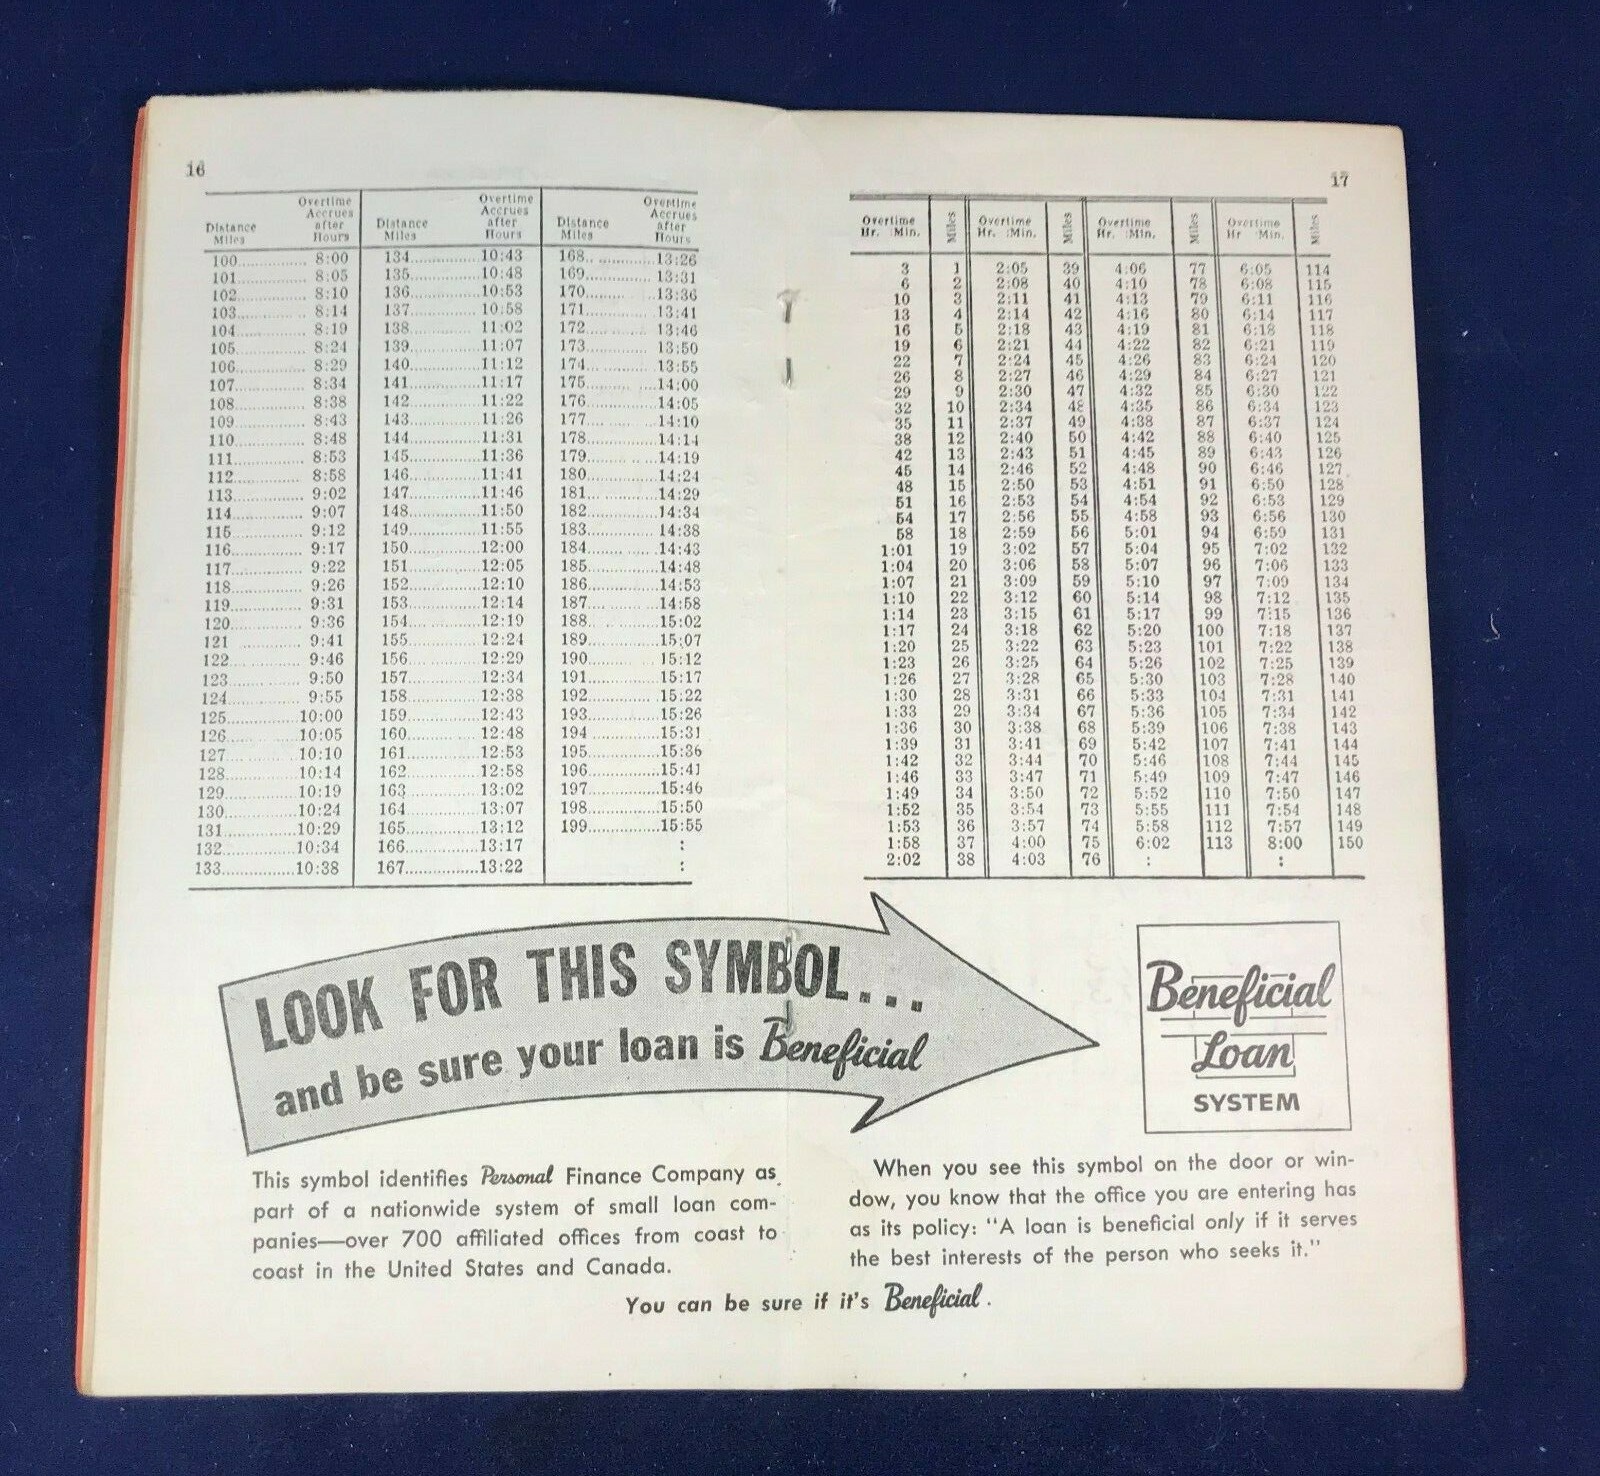 16
Distance Miles Overtime Accrues after Hours Distance Miles Overtime Accrues after Hours Distance Miles Overtime Accrues after Hours
100 8:00 134 10:43 168 13:26
101 8:05 135 10:48 169 13:31
102 8:10 136 10:53 170 13:36
103 8:14 137 10:58 171 13:41
104 8:19 138 11:02 172 13:46
105 8:24 139 11:07 173 13:50
106 8:29 140 11:12 174 13:55
107 8:34 141 11:17 175 14:00
108 8:38 142 11:22 176 14:05
109 8:43 143 11:26 177 14:10
110 8:48 144 11:31 178 14:14
111 8:53 145 11:36 179 14:19
112 8:58 146 11:41 180 14:24
113 9:02 147 11:46 181 14:29
114 9:07 148 11:50 182 14:34
115 9:12 149 11:55 183 14:38
116 9:17 150 12:00 184 14:43
117 9:22 151 12:05 185 14:48
118 9:26 152 12:10 186 14:53
119 9:31 153 12:14 187 14:58
120 9:36 154 12:19 188 15:02
121 9:41 155 12:24 189 15:07
122 9:46 156 12:29 190 15:12
123 9:50 157 12:34 191 15:17
124 9:55 158 12:38 192 15:22
125 10:00 159 12:43 193 15:26
126 10:05 160 12:48 194 15:31
127 10:10 161 12:53 195 15:36
128 10:14 162 12:58 196 15:41
129 10:19 163 13:02 197 15:46
130 10:24 164 13:07 198 15:50
131 10:29 165 13:12 199 15:55
132 10:34 166 13:17 :
133 10:38 167 13:22 :
17
Overtime Hr. :Min. Miles Overtime Hr. :Min. Miles Overtime Hr. :Min. Miles Overtime Hr :Min. Miles
3 1 2:05 39 4:06 77 6:05 114
6 2 2:08 40 4:10 78 6:08 115
10 3 2:11 41 4:13 79 6:11 116
13 4 2:14 42 4:16 80 6:14 117
16 5 2:18 43 4:19 81 6:18 118
19 6 2:21 44 4:22 82 6:21 119
22 7 2:24 45 4:26 83 6:24 120
26 8 2:27 46 4:29 84 6:27 121
29 9 2:30 47 4:32 85 6:30 122
32 10 2:34 48 4:35 86 6:34 123
35 11 2:37 49 4:38 87 6:37 124
38 12 2:40 50 4:42 88 6:40 125
42 13 2:43 51 4:45 89 6:43 126
45 14 2:46 52 4:48 90 6:46 127
48 15 2:50 53 4:51 91 6:50 128
51 16 2:53 54 4:54 92 6:53 129
54 17 2:56 55 4:58 93 6:56 130
58 18 2:59 56 5:01 94 6:59 131
1:01 19 3:02 57 5:04 95 7:02 132
1:04 20 3:06 58 5:07 96 7:06 133
1:07 21 3:09 59 5:10 97 7:09 134
1:10 22 3:12 60 5:14 98 7:12 135
1:14 23 3:15 61 5:17 99 7:15 136
1:17 24 3:18 62 5:20 100 7:18 137
1:20 25 3:22 63 5:23 101 7:22 138
1:23 26 3:25 64 5:26 102 7:25 139
1:26 27 3:28 65 5:30 103 7:28 140
1:30 28 3:31 66 5:33 104 7:31 141
1:33 29 3:34 67 5:36 105 7:34 142
1:36 30 3:38 68 5:39 106 7:38 143
1:39 31 3:41 69 5:42 107 7:41 144
1:42 32 3:44 70 5:46 108 7:44 145
1:46 33 3:47 71 5:49 109 7:47 146
1:49 34 3:50 72 5:52 110 7:50 147
1:52 35 3:54 73 5:55 111 7:54 148
1:53 36 3:57 74 5:58 112 7:57 149
1:58 37 4:00 75 6:02 113 8:00 150
2:02 38 4:03 76 : :
LOOK FOR THIS SYMBOL...
and be sure your loan is Beneficial
Beneficial
Loan
SYSTEM
This symbol identifies Personal Finance Company as
part of a nationwide system of small loan com-
panies—over 700 affiliated offices from coast to
coast in the United States and Canada.
When you see this symbol on the door or win-
dow, you know that the office you are entering has
as its policy: "A loan is beneficial only if it serves
the best interests of the person who seeks it."
You can be sure if it's Beneficial.